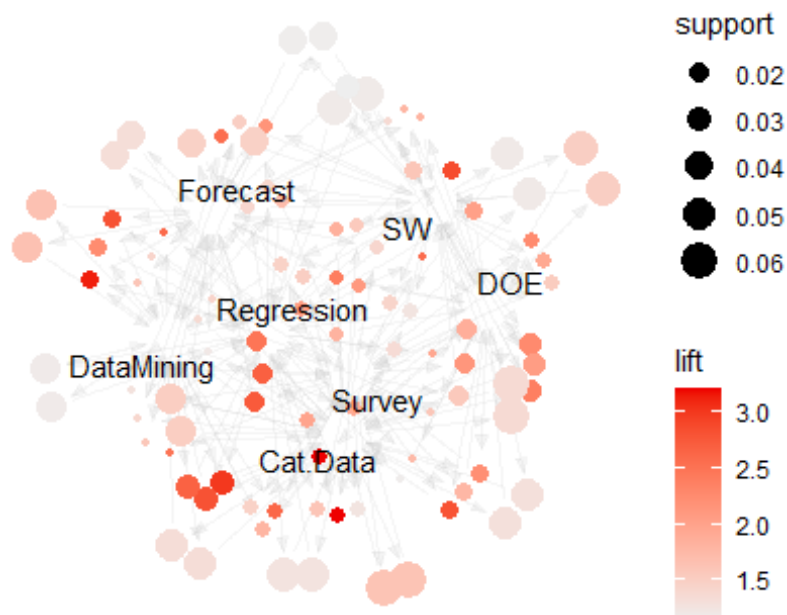 support
0.02
0.03
0.04
0.05
0.06
Forecast
SW
DOE
Regression
DataMining
Survey
Cat.Data
lift
3.0
2.5
2.0
1.5